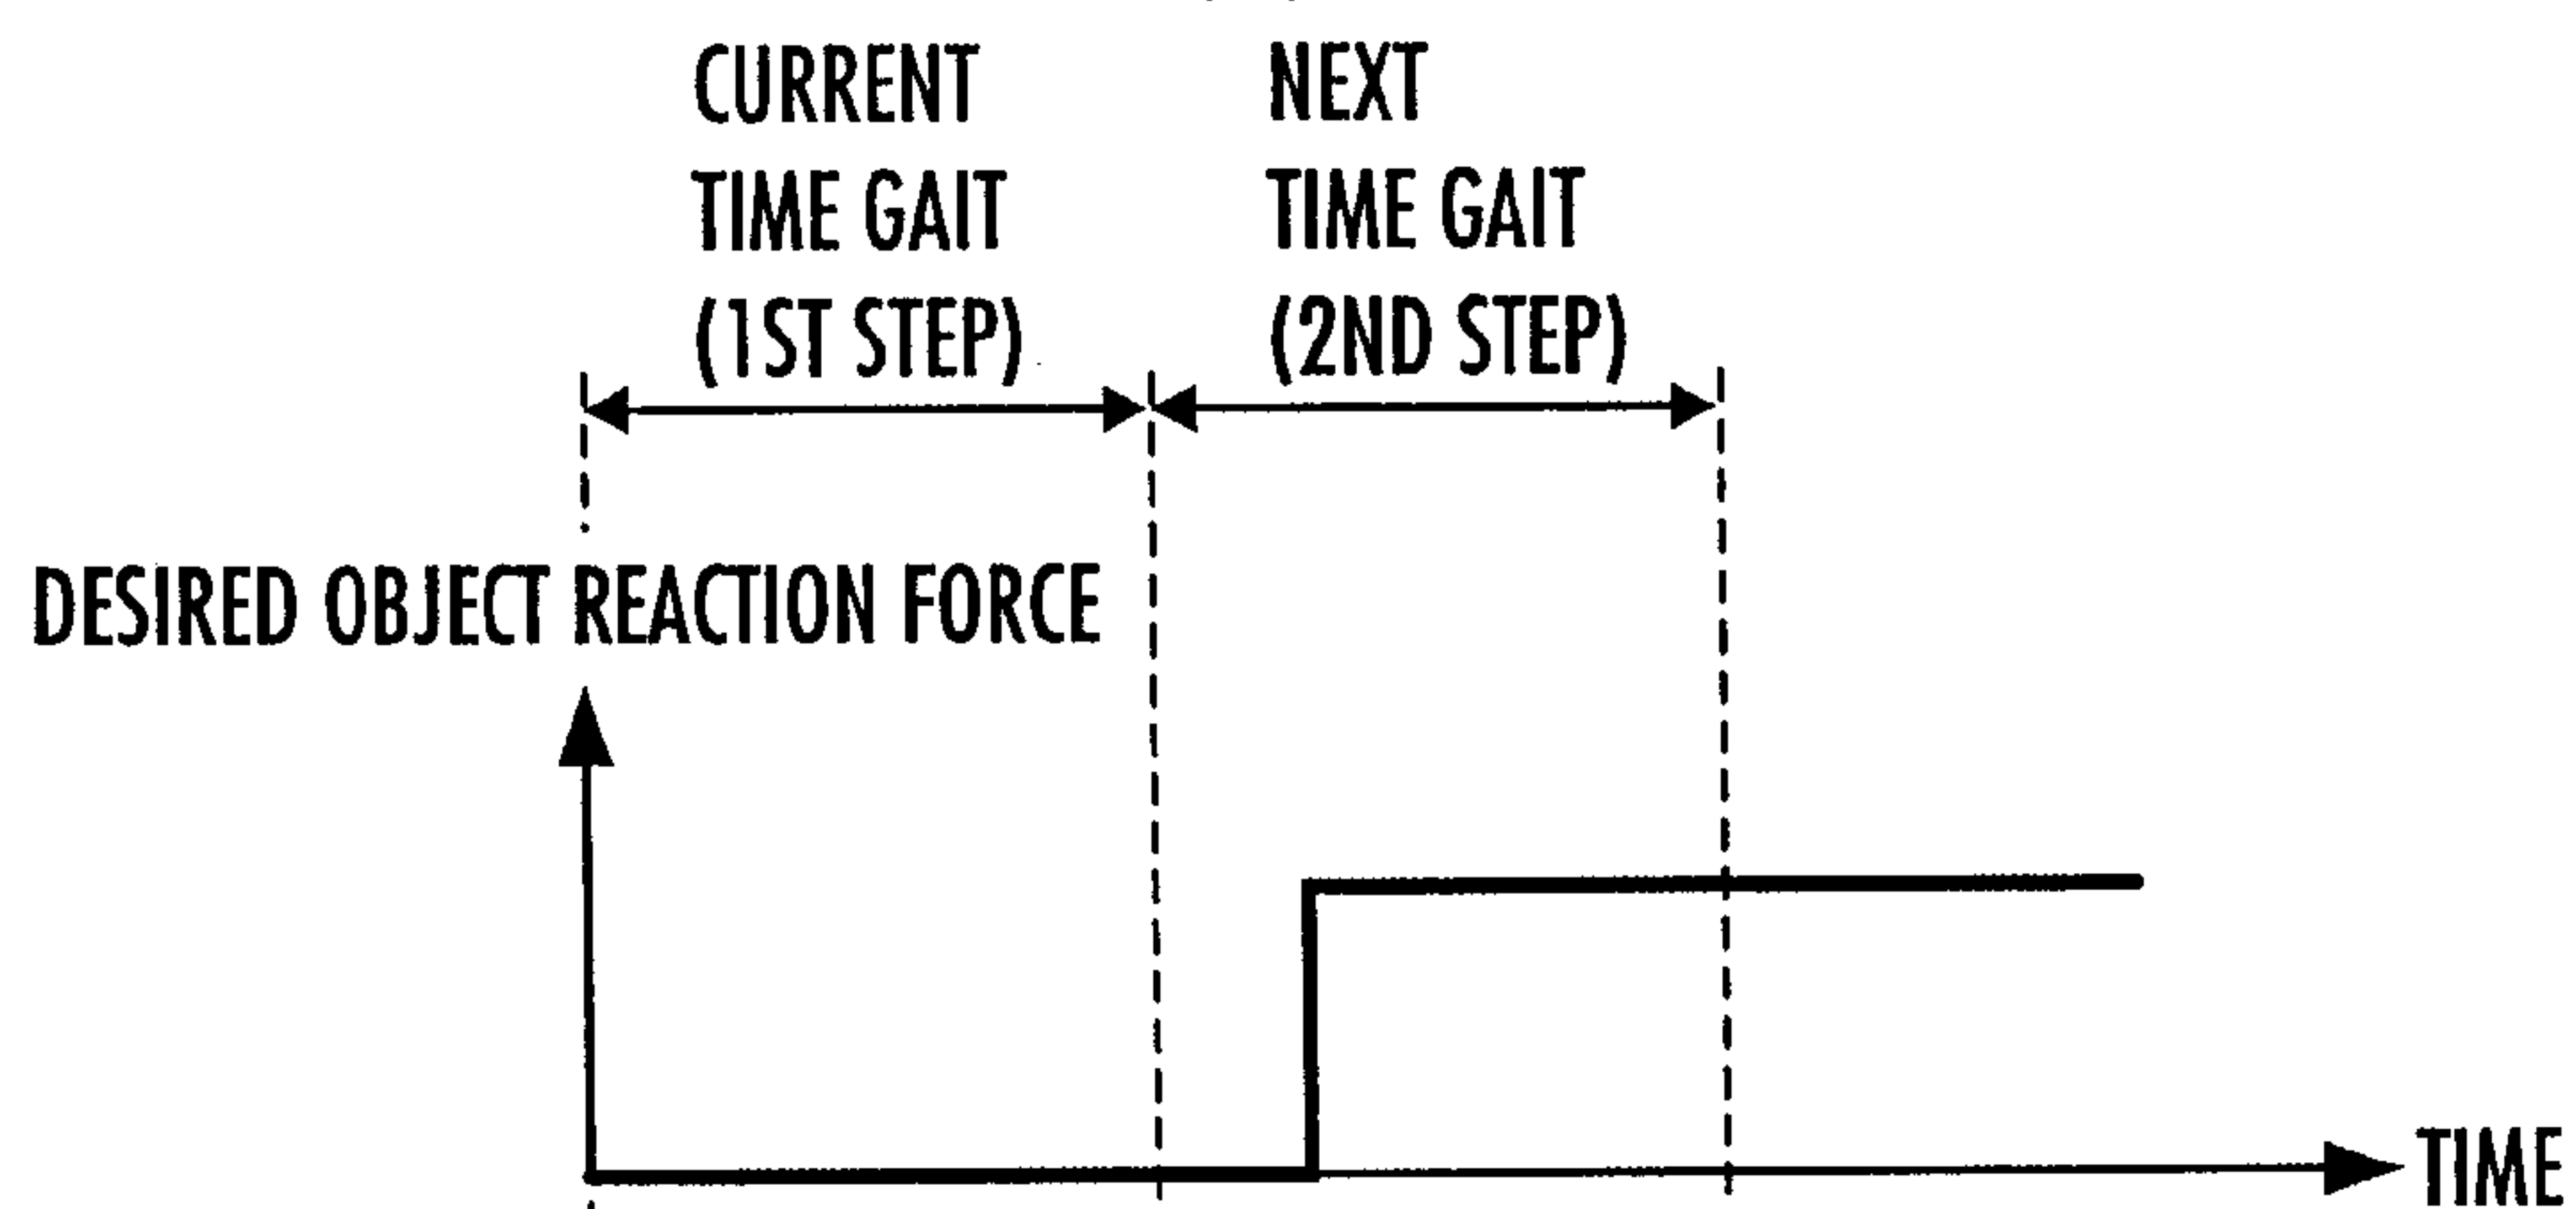 CURRENT
TIME GAIT
(1ST STEP)
NEXT
TIME GAIT
(2ND STEP)
DESIRED OBJECT REACTION FORCE
TIME